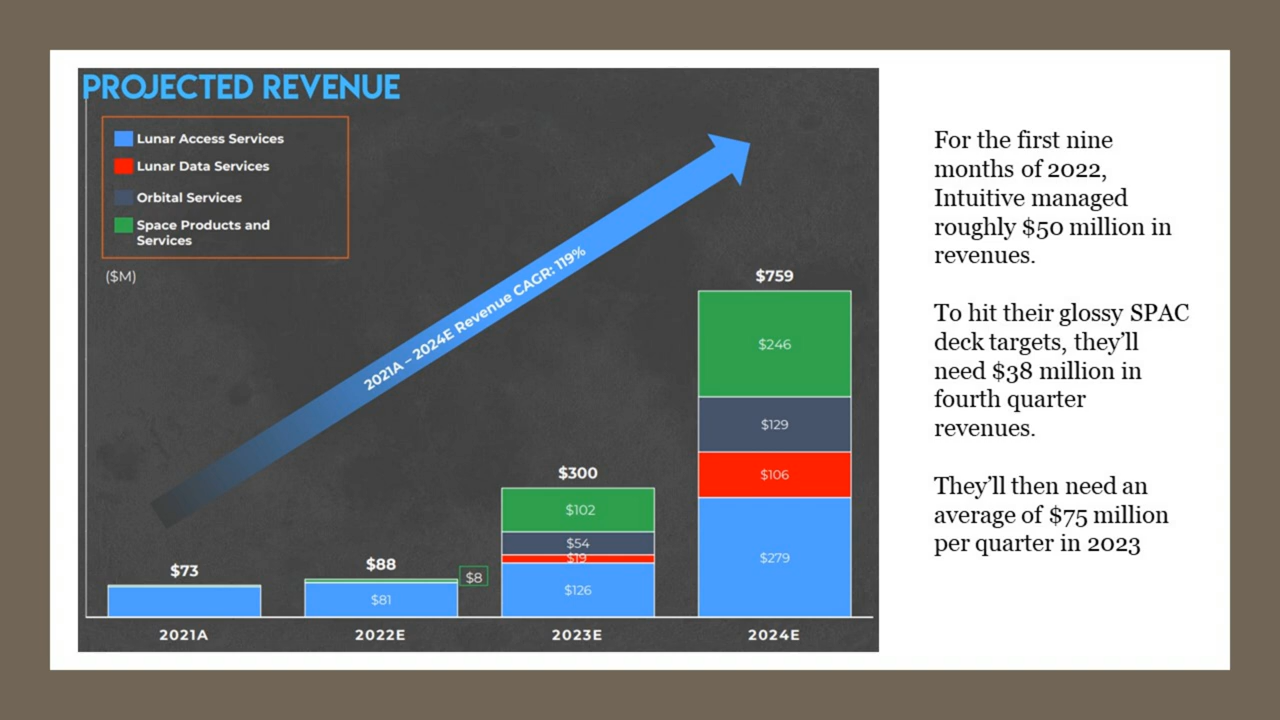 PROJECTED REVENUE
Lunar Access Services
Lunar Data Services
Orbital Services
Space Products and
Services
($M)
2021A – 2024E Revenue CAGR: 119%
$73
$88
$8
$81
$300
$102
$54
$19
$126
$759
$246
$129
$106
$279
2021A
2022E
2023E
2024E
For the first nine
months of 2022,
Intuitive managed
roughly $50 million in
revenues.
To hit their glossy SPAC
deck targets, they’ll
need $38 million in
fourth quarter
revenues.
They’ll then need an
average of $75 million
per quarter in 2023